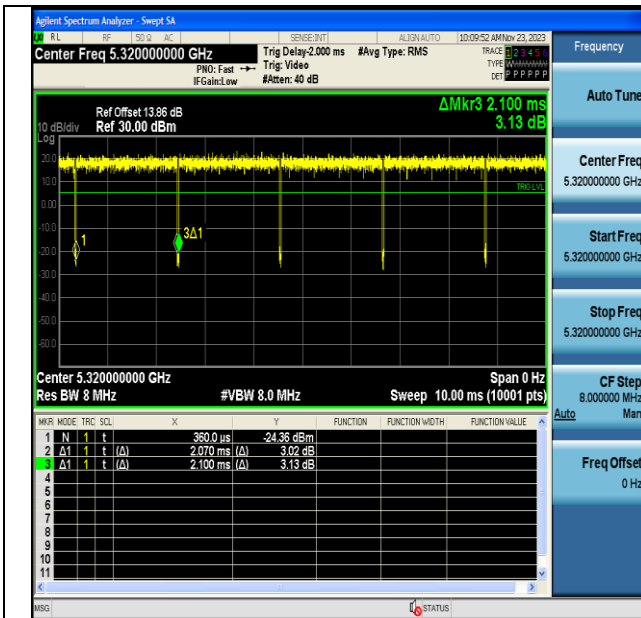 Agilent Spectrum Analyzer - Swept SA
RL RF 50 Ω AC SENSE:INT ALIGN AUTO 10:09:52 AM Nov 23, 2023
Center Freq 5.320000000 GHz Trig Delay-2.000 ms #Avg Type: RMS TRACE 1 2 3 4 5 6
PNO: Fast Trig: Video TYPE WWWWWW
IFGain:Low #Atten: 40 dB DET P P P P P P
Frequency
Auto Tune
ΔMkr3 2.100 ms
3.13 dB
Ref Offset 13.86 dB
10 dB/div Ref 30.00 dBm
Log
20.0
10.0
TRIG LVL
0.00
-10.0
1
3Δ1
-20.0
-30.0
-40.0
-50.0
-60.0
Center Freq
5.320000000 GHz
Start Freq
5.320000000 GHz
Stop Freq
5.320000000 GHz
Center 5.320000000 GHz Span 0 Hz
Res BW 8 MHz #VBW 8.0 MHz Sweep 10.00 ms (10001 pts)
CF Step
8.000000 MHz
Auto Man
MKR MODE TRC SCL X Y FUNCTION FUNCTION WIDTH FUNCTION VALUE
1 N 1 t 360.0 µs -24.36 dBm
2 Δ1 1 t (Δ) 2.070 ms (Δ) 3.02 dB
3 Δ1 1 t (Δ) 2.100 ms (Δ) 3.13 dB
4
5
6
7
8
9
10
11
Freq Offset
0 Hz
MSG STATUS